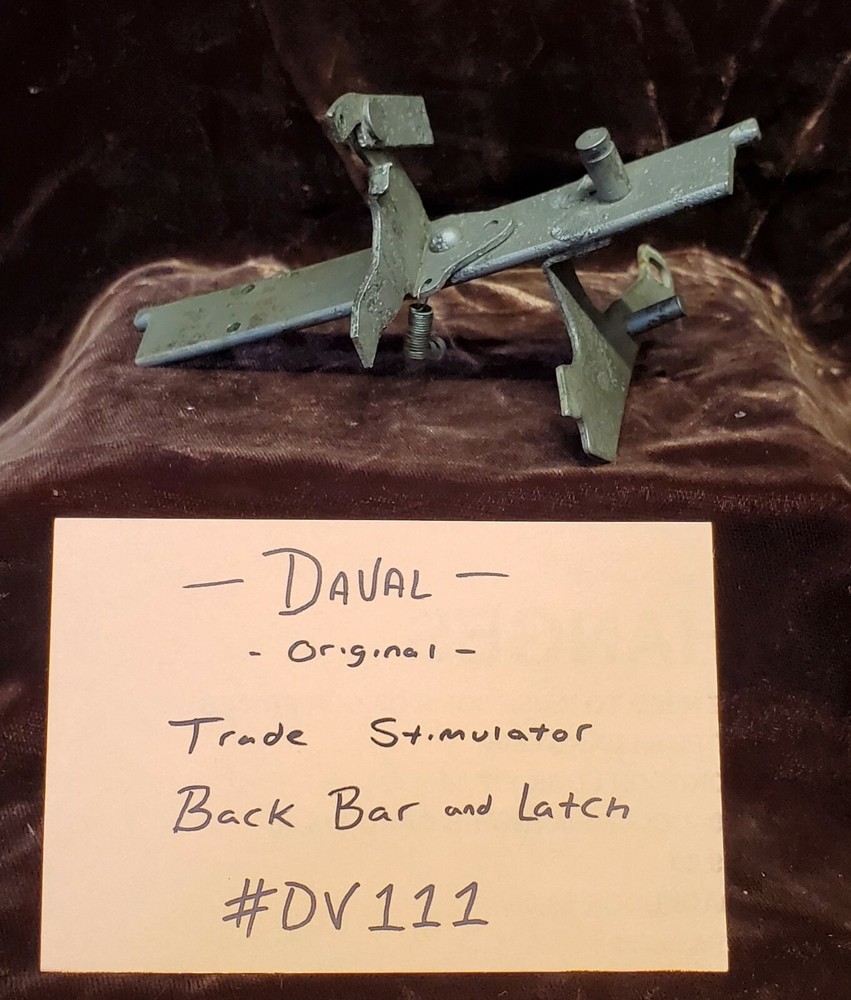 — DAVAL —
- Original -
Trade Stimulator
Back Bar and Latch
#DV111